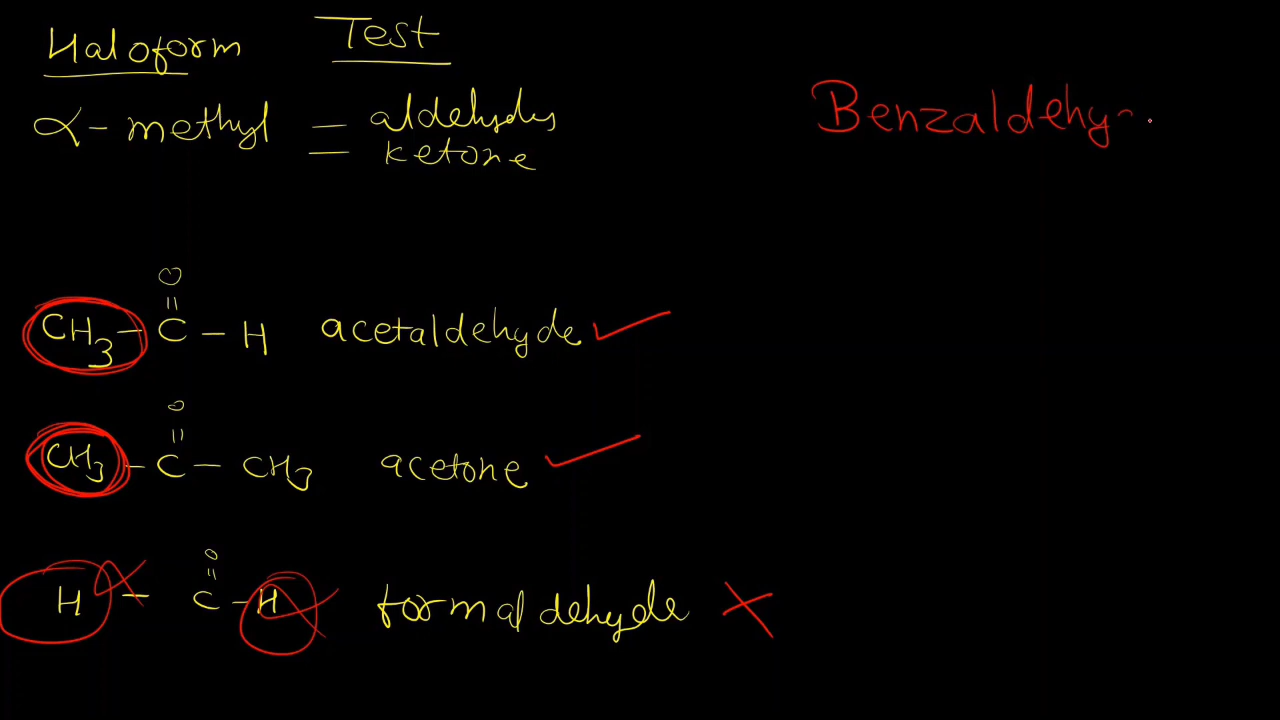 Haloform Test
α - methyl = aldehydes
ketone
Benzaldehy
O
||
CH3 - C - H acetaldehyde ✓
O
||
CH3 - C - CH3 acetone ✓
O
||
H - C - H formaldehyde ✗